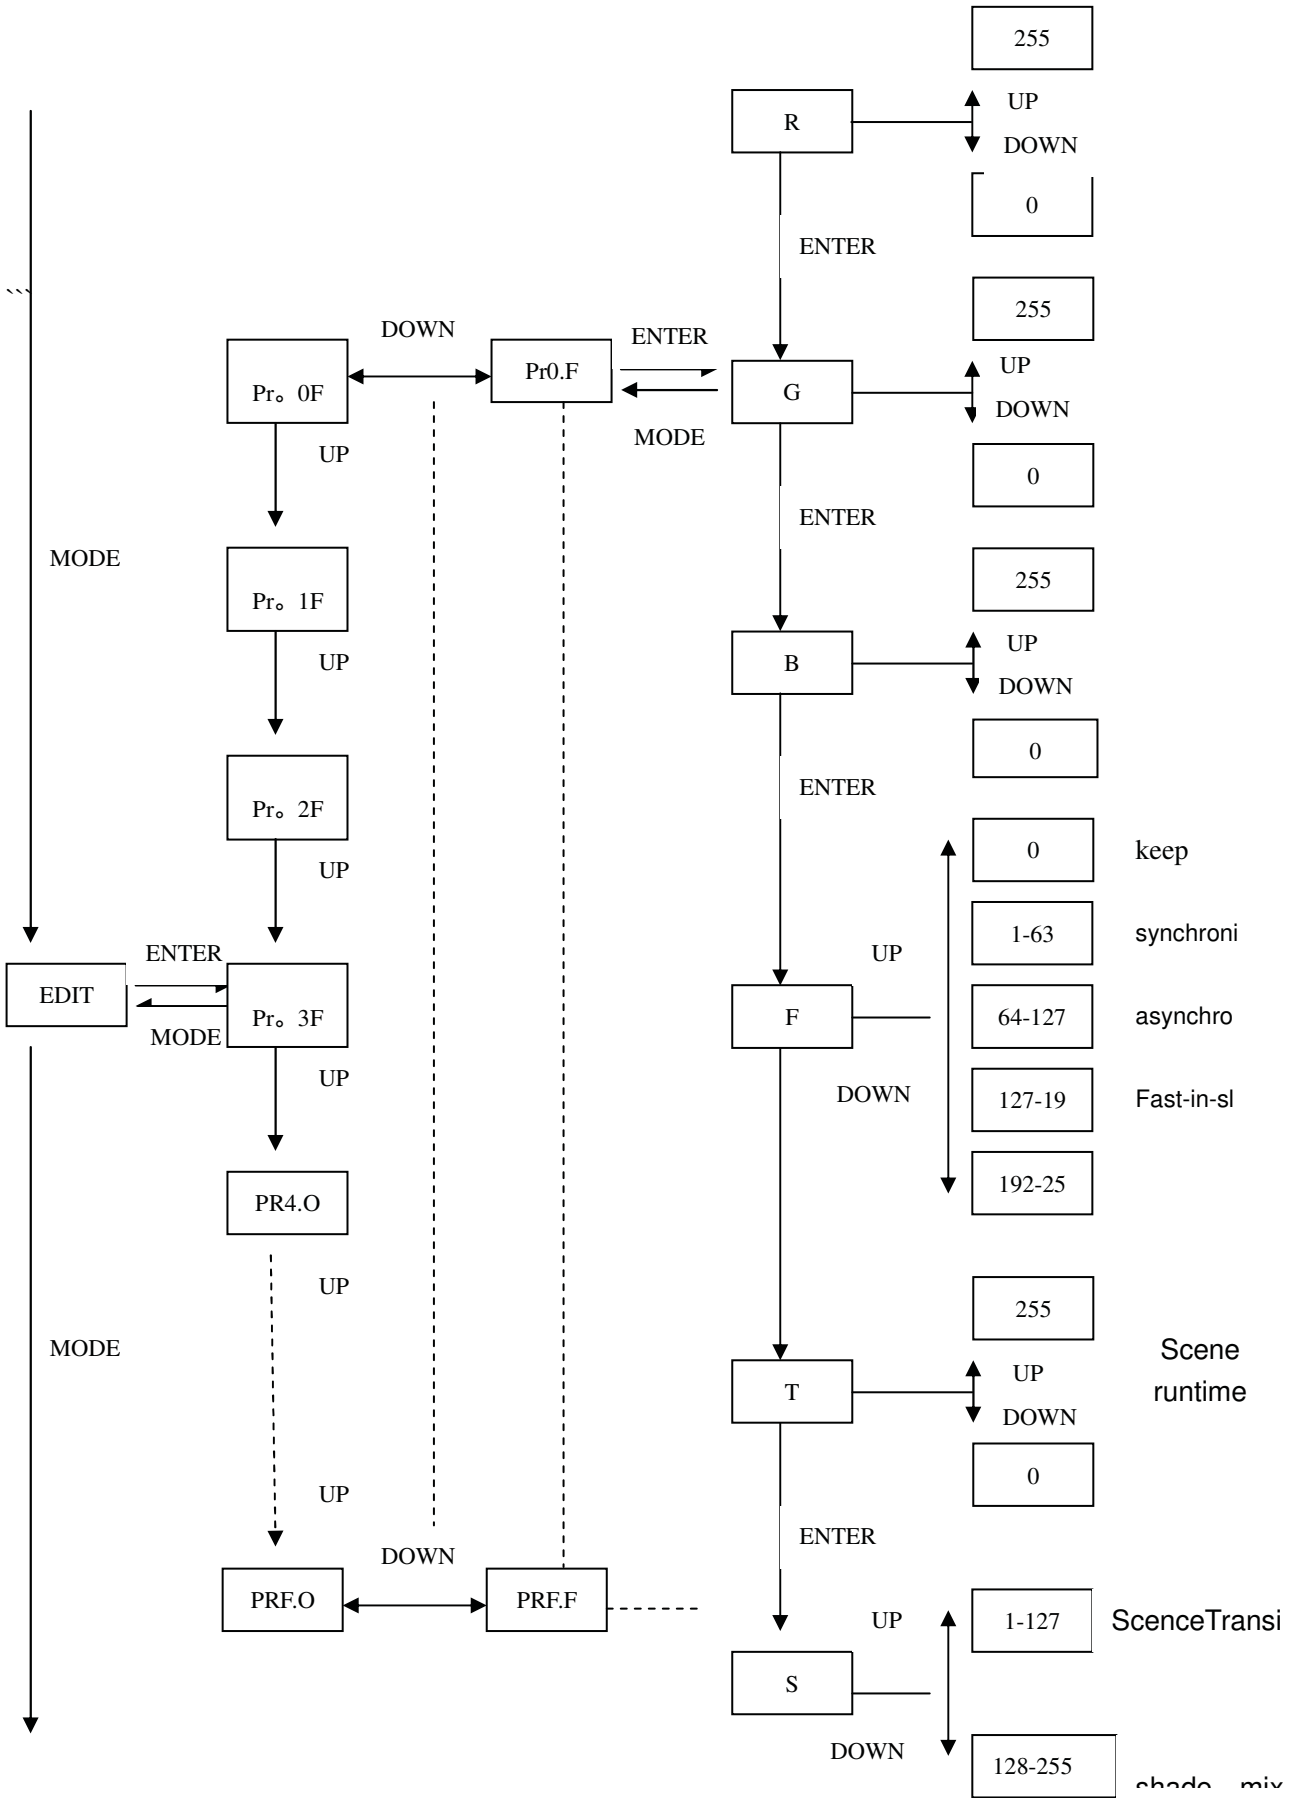 255
R
UP
DOWN
0
ENTER
```
255
DOWN
Pr0.F
ENTER
UP
Pr。0F
G
DOWN
MODE
UP
0
ENTER
MODE
255
Pr。1F
UP
B
UP
DOWN
0
ENTER
Pr。2F
UP
0
keep
1-63
synchroni
UP
ENTER
EDIT
Pr。3F
F
64-127
asynchro
MODE
UP
DOWN
127-19
Fast-in-sl
192-25
PR4.O
UP
255
MODE
Scene
runtime
T
UP
DOWN
0
UP
ENTER
DOWN
PRF.O
PRF.F
UP
1-127
ScenceTransi
S
DOWN
128-255
shade mix